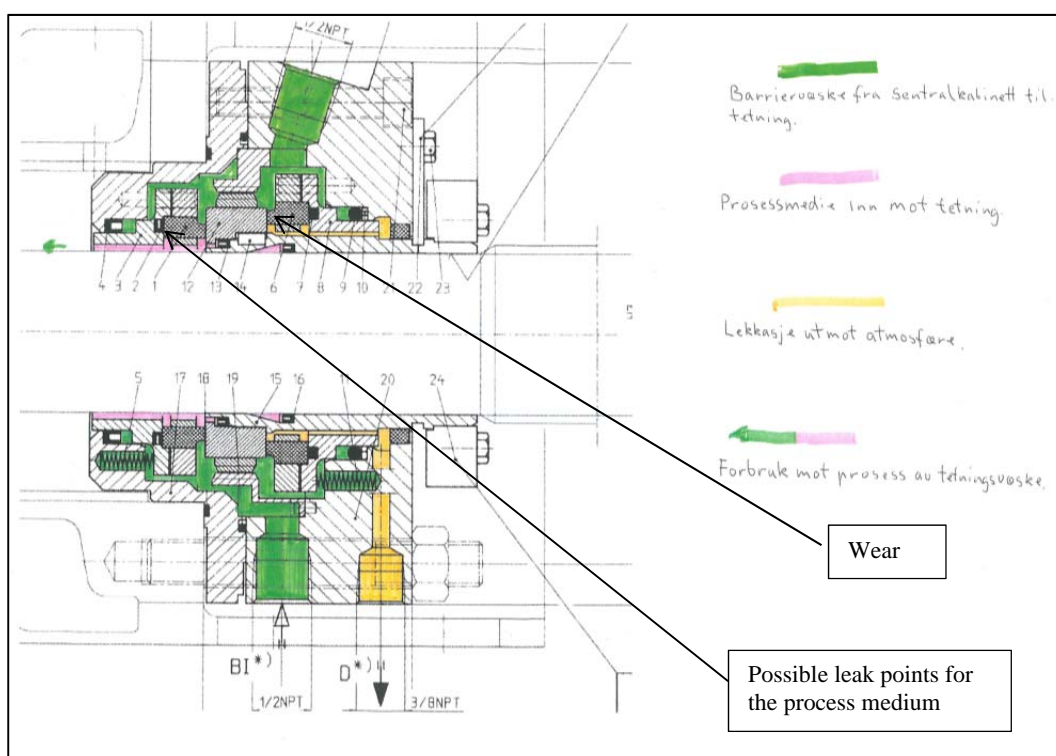 1/2NPT
Barrierevæske fra Sentralkabinett til
tetning.
Prosessmedie inn mot tetning.
Lekkasje ut mot atmosfære.
Forbruk mot prosess av tetningsvæske.
4 3 2 1 12 13 14 6 7 8 9 10 21 22 23
5 17 18 19 15 16 11 20 24
Wear
Possible leak points for
the process medium
BI*)
D*)
1/2NPT
3/8NPT